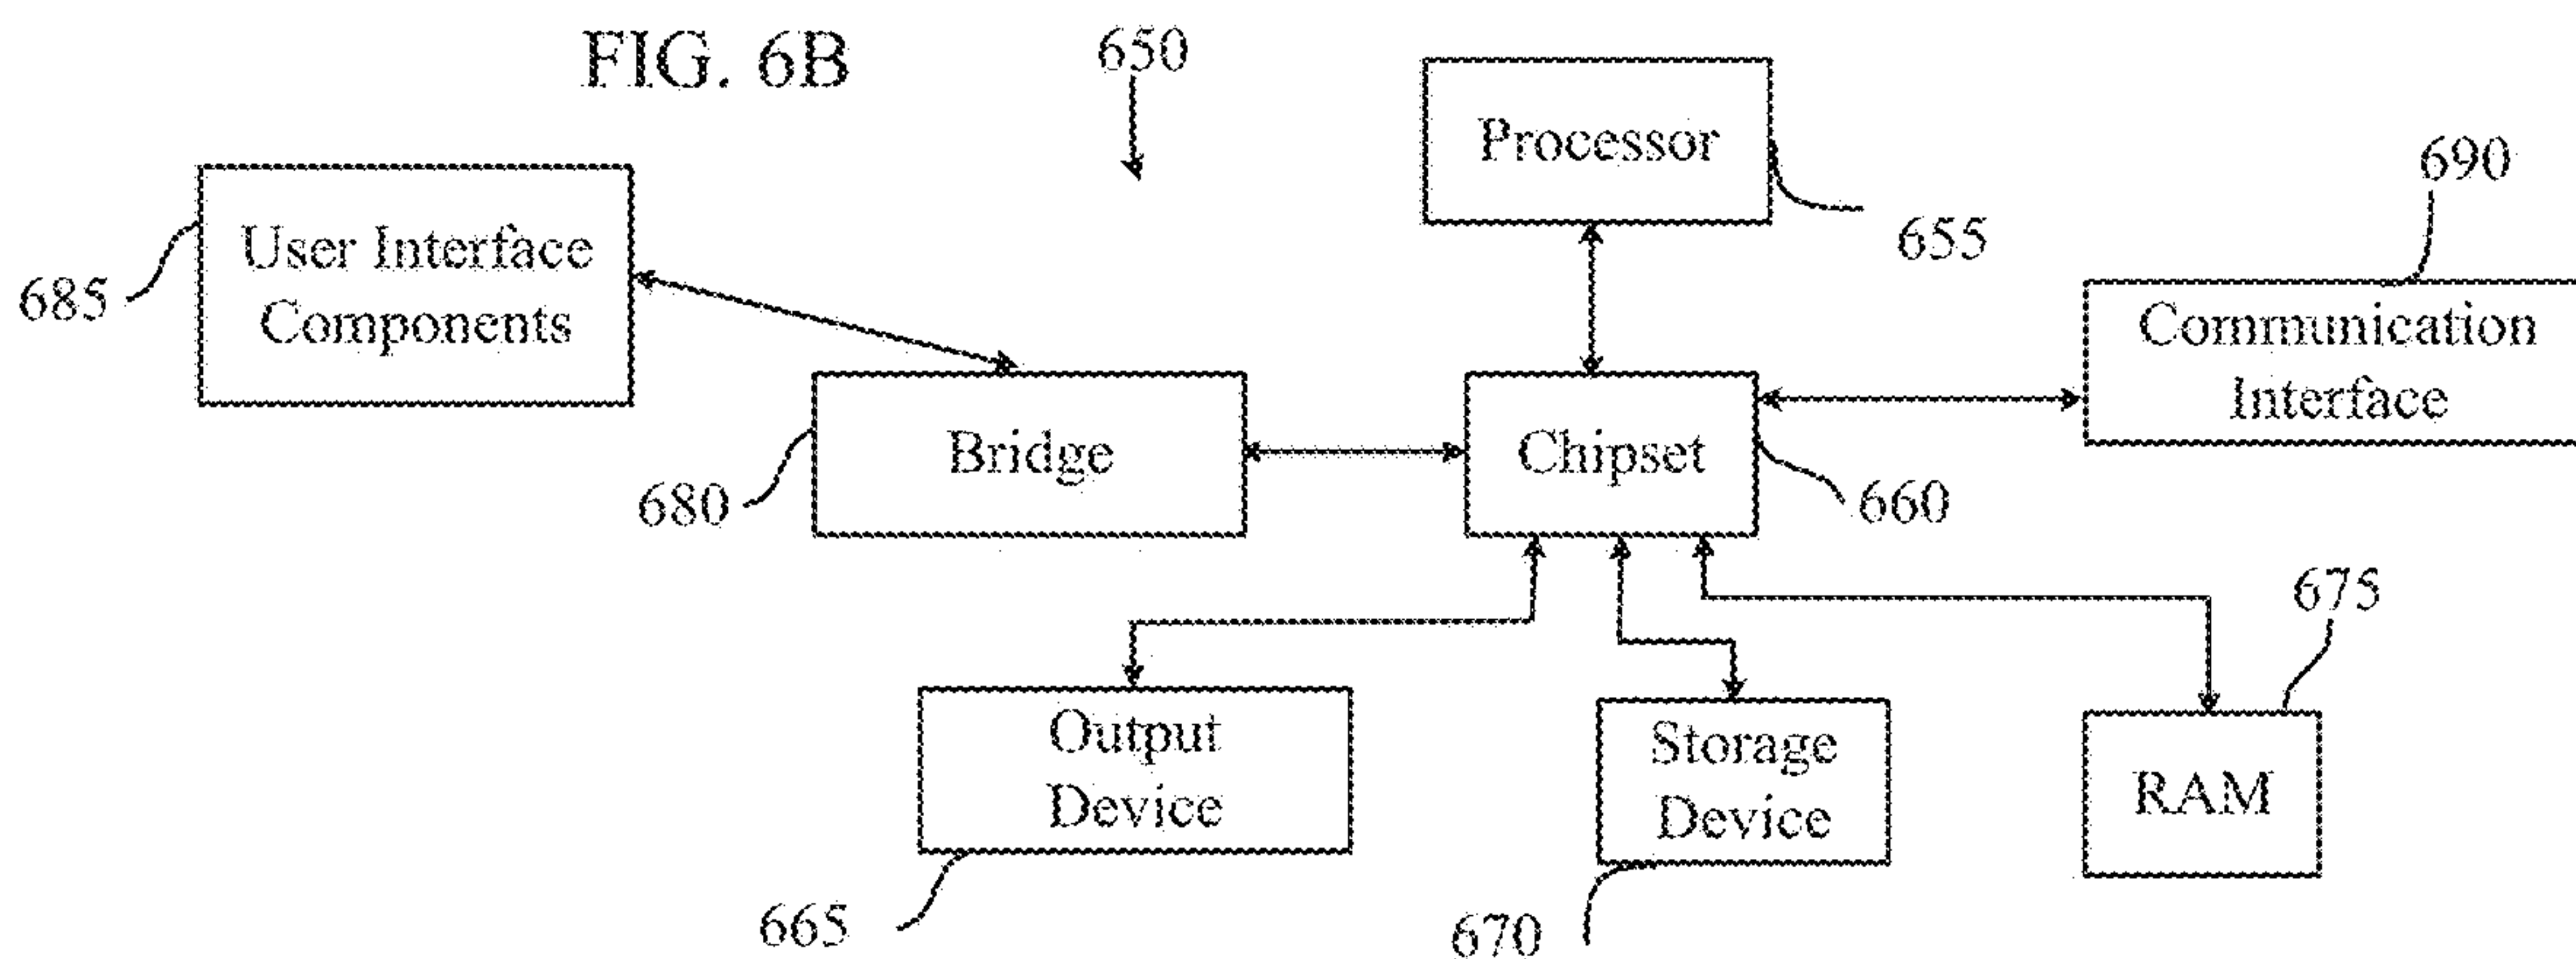 FIG. 6B
650
Processor
655
690
User Interface
Components
685
Communication
Interface
Bridge
680
Chipset
660
675
Output
Device
665
Storage
Device
670
RAM